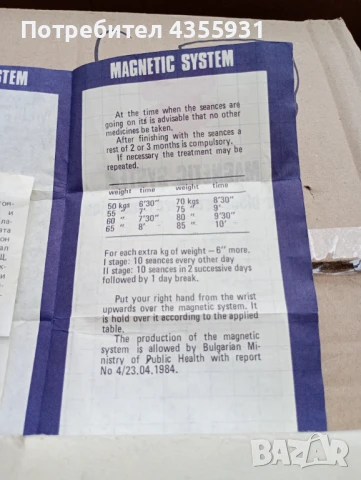 Потребител 4355931
STEM
MAGNETIC SYSTEM
At the time when the seances are
going on its is advisable that no other
medicines be taken.
After finishing with the seances a
rest of 2 or 3 months is compulsory.
If necessary the treatment may be
repeated.
weight time weight time
50 kgs 6'30" 70 kgs 8'30"
55 " 7' 75 " 9'
60 " 7'30" 80 " 9'30"
65 " 8' 85 " 10'
For each extra kg of weight — 6" more.
I stage: 10 seances every other day
II stage: 10 seances in 2 successive days
followed by 1 day break.
Put your right hand from the wrist
upwards over the magnetic system. It
is hold over it according to the applied
table.
The production of the magnetic
system is allowed by Bulgarian Mi-
nistry of Public Health with report
No 4/23.04.1984.
BAZAR.bg